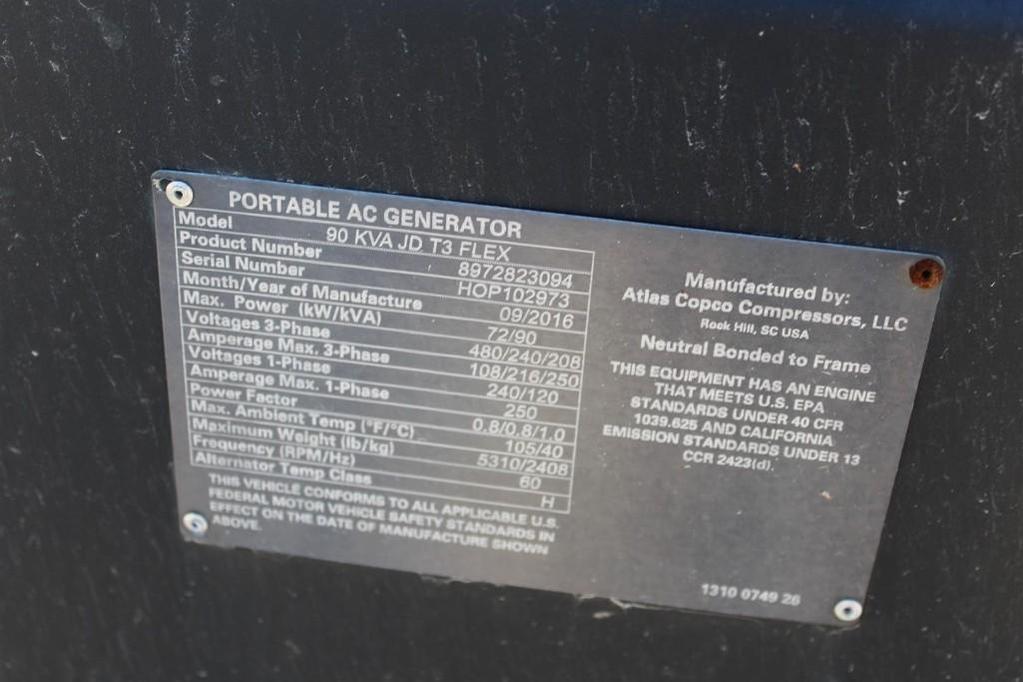 PORTABLE AC GENERATOR
Model 90 KVA JD T3 FLEX
Product Number 8972823094
Serial Number HOP102973
Month/Year of Manufacture 09/2016
Max. Power (kW/kVA) 72/90
Voltages 3-Phase 480/240/208
Amperage Max. 3-Phase 108/216/250
Voltages 1-Phase 240/120
Amperage Max. 1-Phase 250
Power Factor 0.8/0.8/1.0
Max. Ambient Temp (°F/°C) 105/40
Maximum Weight (lb/kg) 5310/2408
Frequency (RPM/Hz) 60
Alternator Temp Class H
THIS VEHICLE CONFORMS TO ALL APPLICABLE U.S.
FEDERAL MOTOR VEHICLE SAFETY STANDARDS IN
EFFECT ON THE DATE OF MANUFACTURE SHOWN
ABOVE.
Manufactured by:
Atlas Copco Compressors, LLC
Rock Hill, SC USA
Neutral Bonded to Frame
THIS EQUIPMENT HAS AN ENGINE
THAT MEETS U.S. EPA
STANDARDS UNDER 40 CFR
1039.625 AND CALIFORNIA
EMISSION STANDARDS UNDER 13
CCR 2423(d).
1310 0749 26